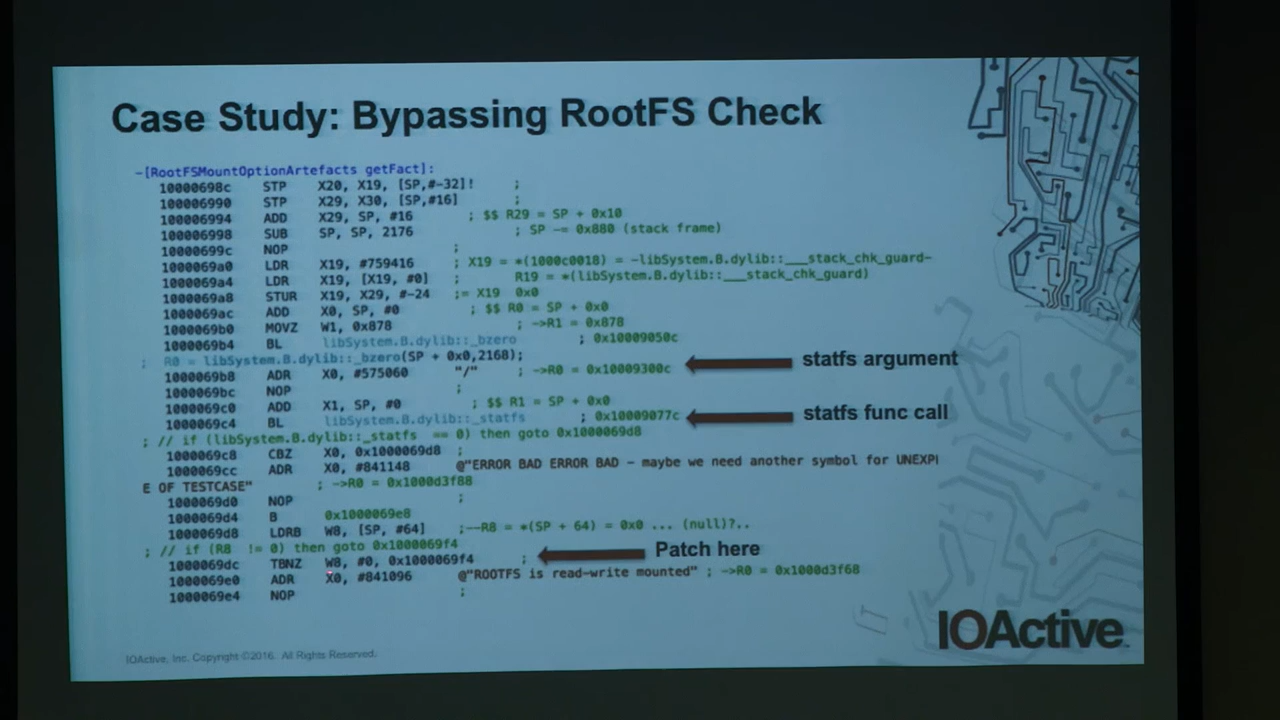 Case Study: Bypassing RootFS Check
-[RootFSMountOptionArtefacts getFact]:
10000698c STP X20, X19, [SP,#-32]! ;
100006990 STP X29, X30, [SP,#16] ;
100006994 ADD X29, SP, #16 ; $$ R29 = SP + 0x10
100006998 SUB SP, SP, 2176 ; SP -= 0x880 (stack frame)
10000699c NOP ;
1000069a0 LDR X19, #759416 ; X19 = *(1000c0018) = -libSystem.B.dylib::___stack_chk_guard-
1000069a4 LDR X19, [X19, #0] ; R19 = *(libSystem.B.dylib::___stack_chk_guard)
1000069a8 STUR X19, X29, #-24 ;= X19 0x0
1000069ac ADD X0, SP, #0 ; $$ R0 = SP + 0x0
1000069b0 MOVZ W1, 0x878 ; ->R1 = 0x878
1000069b4 BL libSystem.B.dylib::_bzero ; 0x10009050c
; R0 = libSystem.B.dylib::_bzero(SP + 0x0,2168);
1000069b8 ADR X0, #575060 "/" ; ->R0 = 0x10009300c statfs argument
1000069bc NOP ;
1000069c0 ADD X1, SP, #0 ; $$ R1 = SP + 0x0
1000069c4 BL libSystem.B.dylib::_statfs ; 0x10009077c statfs func call
; // if (libSystem.B.dylib::_statfs == 0) then goto 0x1000069d8
1000069c8 CBZ X0, 0x1000069d8 ;
1000069cc ADR X0, #841148 @"ERROR BAD ERROR BAD - maybe we need another symbol for UNEXPI
E OF TESTCASE" ; ->R0 = 0x1000d3f88
1000069d0 NOP ;
1000069d4 B 0x1000069e8
1000069d8 LDRB W8, [SP, #64] ;--R8 = *(SP + 64) = 0x0 ... (null)?..
; // if (R8 != 0) then goto 0x1000069f4
1000069dc TBNZ W8, #0, 0x1000069f4 ; Patch here
1000069e0 ADR X0, #841096 @"ROOTFS is read-write mounted" ; ->R0 = 0x1000d3f68
1000069e4 NOP ;
IOActive, Inc. Copyright ©2016. All Rights Reserved.
IOActive